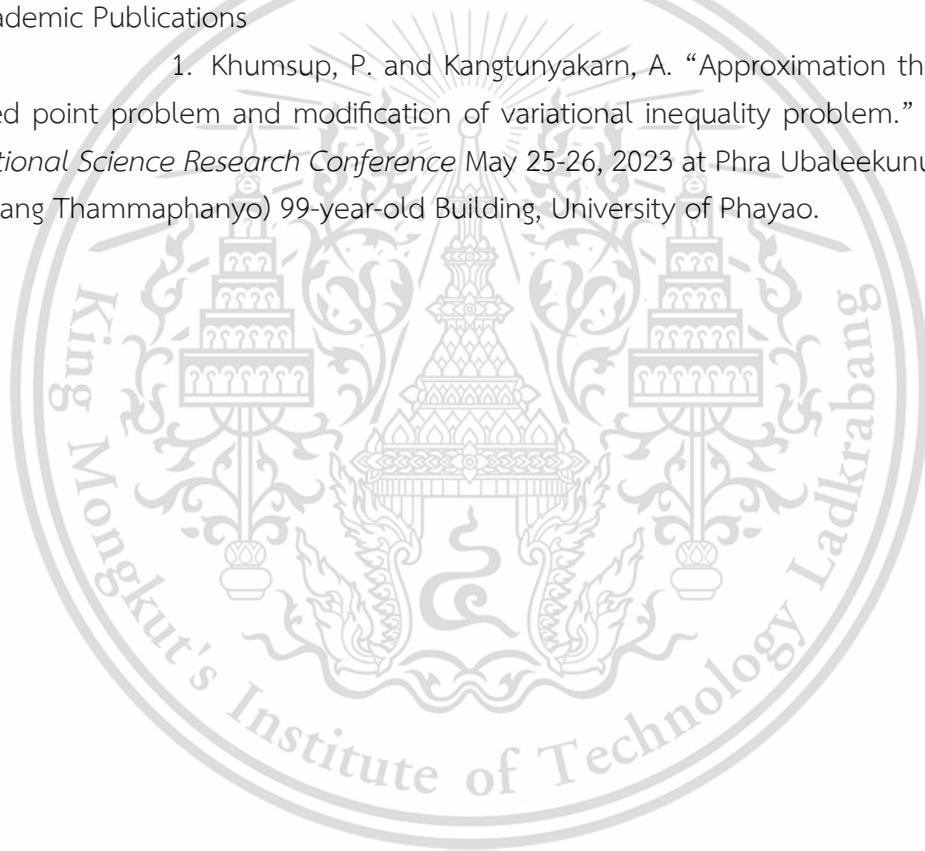 ademic Publications
1. Khumsup, P. and Kangtunyakarn, A. “Approximation th
ed point problem and modification of variational inequality problem.”
tional Science Research Conference May 25-26, 2023 at Phra Ubaleekunu
ang Thammaphanyo) 99-year-old Building, University of Phayao.
King Mongkut's Institute of Technology Ladkrabang